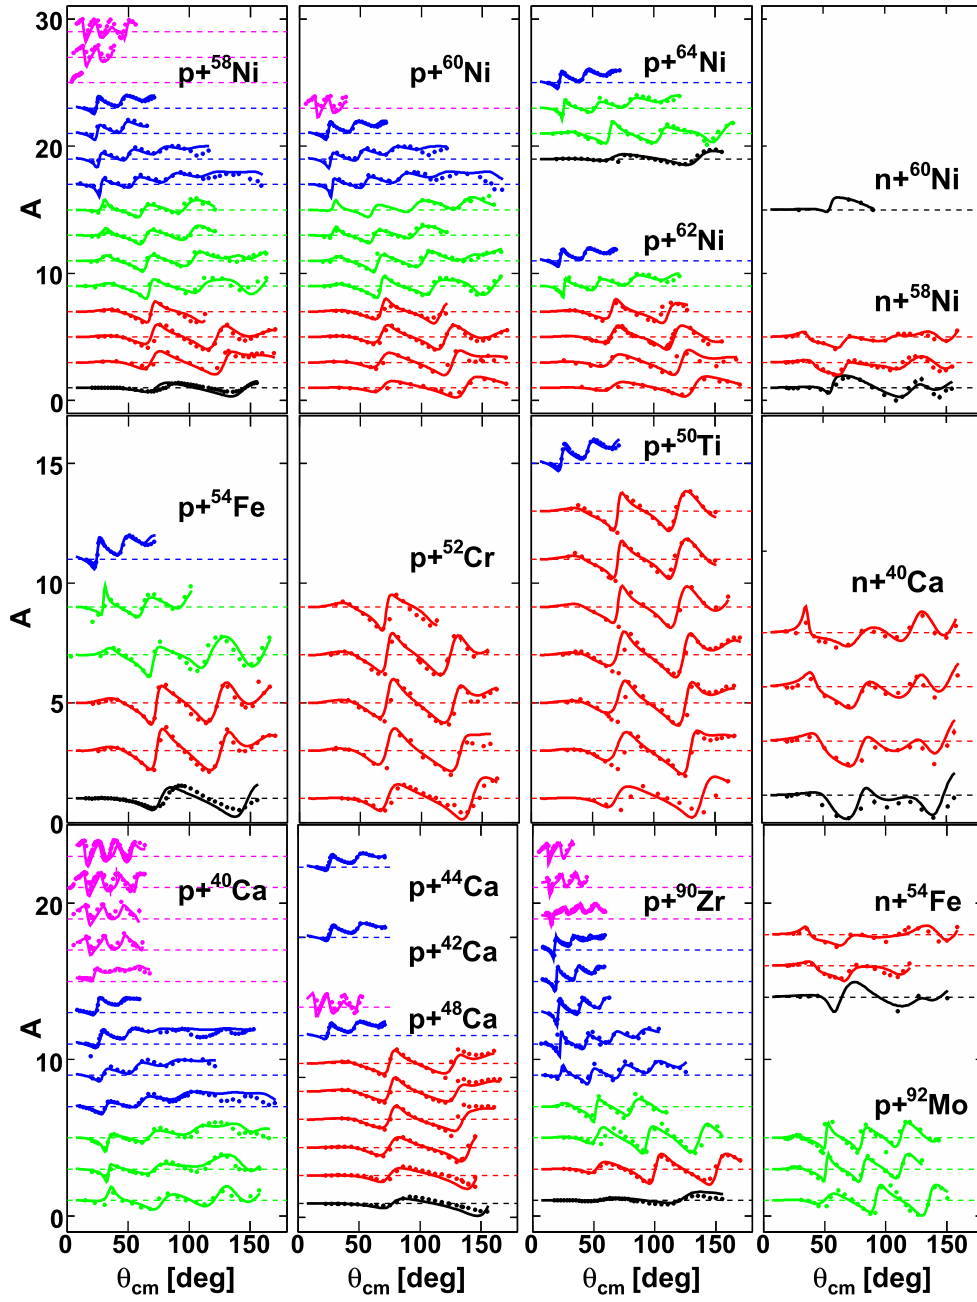 30
20
10
0
A
p+⁵⁸Ni
p+⁶⁰Ni
p+⁶⁴Ni
p+⁶²Ni
n+⁶⁰Ni
n+⁵⁸Ni
15
10
5
0
A
p+⁵⁴Fe
p+⁵²Cr
p+⁵⁰Ti
n+⁴⁰Ca
20
10
0
A
p+⁴⁰Ca
p+⁴⁴Ca
p+⁴²Ca
p+⁴⁸Ca
p+⁹⁰Zr
n+⁵⁴Fe
p+⁹²Mo
0 50 100 150
0 50 100 150
0 50 100 150
0 50 100 150
θcm [deg]
θcm [deg]
θcm [deg]
θcm [deg]